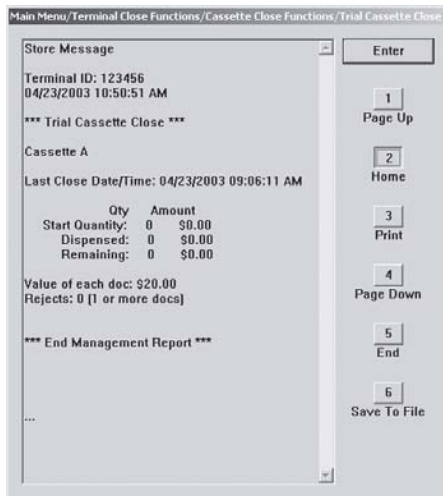 Main Menu/Terminal Close Functions/Cassette Close Functions/Trial Cassette Close
Store Message
Terminal ID: 123456
04/23/2003 10:50:51 AM
*** Trial Cassette Close ***
Cassette A
Last Close Date/Time: 04/23/2003 09:06:11 AM
Qty Amount
Start Quantity: 0 $0.00
Dispensed: 0 $0.00
Remaining: 0 $0.00
Value of each doc: $20.00
Rejects: 0 [1 or more docs]
*** End Management Report ***
...
Enter
1
Page Up
2
Home
3
Print
4
Page Down
5
End
6
Save To File